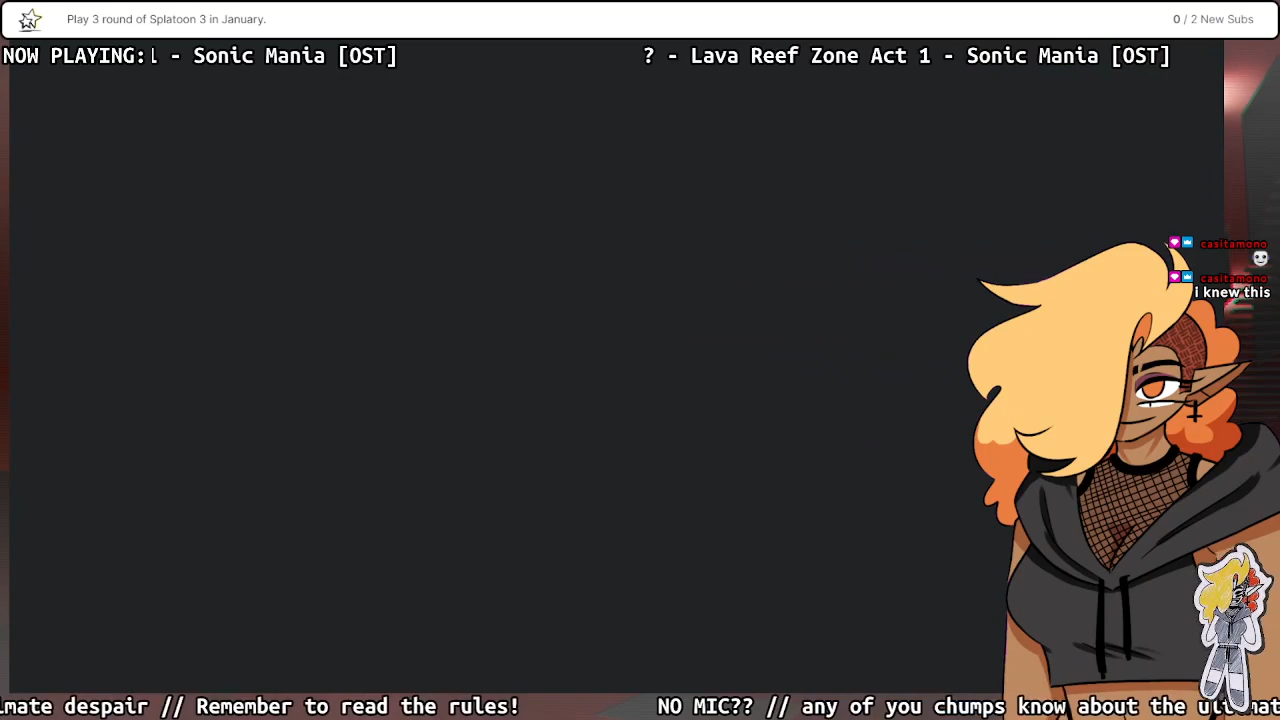 Play 3 round of Splatoon 3 in January.
0 / 2 New Subs
NOW PLAYING: - Sonic Mania [OST]
? - Lava Reef Zone Act 1 - Sonic Mania [OST]
casitamono
casitamono
i knew this
lmate despair // Remember to read the rules!
NO MIC?? // any of you chumps know about the ultimat